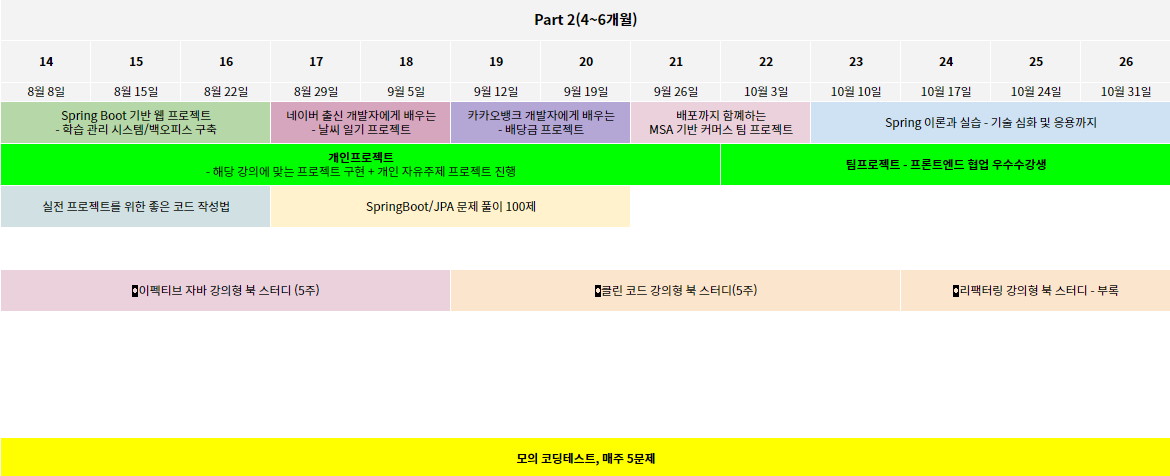 Part 2(4~6개월)
14 15 16 17 18 19 20 21 22 23 24 25 26
8월 8일 8월 15일 8월 22일 8월 29일 9월 5일 9월 12일 9월 19일 9월 26일 10월 3일 10월 10일 10월 17일 10월 24일 10월 31일
Spring Boot 기반 웹 프로젝트
- 학습 관리 시스템/백오피스 구축
네이버 출신 개발자에게 배우는
- 날씨 일기 프로젝트
카카오뱅크 개발자에게 배우는
- 배당금 프로젝트
배포까지 함께하는
MSA 기반 커머스 팀 프로젝트
Spring 이론과 실습 - 기술 심화 및 응용까지
개인프로젝트
- 해당 강의에 맞는 프로젝트 구현 + 개인 자유주제 프로젝트 진행
팀프로젝트 - 프론트엔드 협업 우수수강생
실전 프로젝트를 위한 좋은 코드 작성법
SpringBoot/JPA 문제 풀이 100제
이펙티브 자바 강의형 북 스터디 (5주)
클린 코드 강의형 북 스터디(5주)
리팩터링 강의형 북 스터디 - 부록
모의 코딩테스트, 매주 5문제